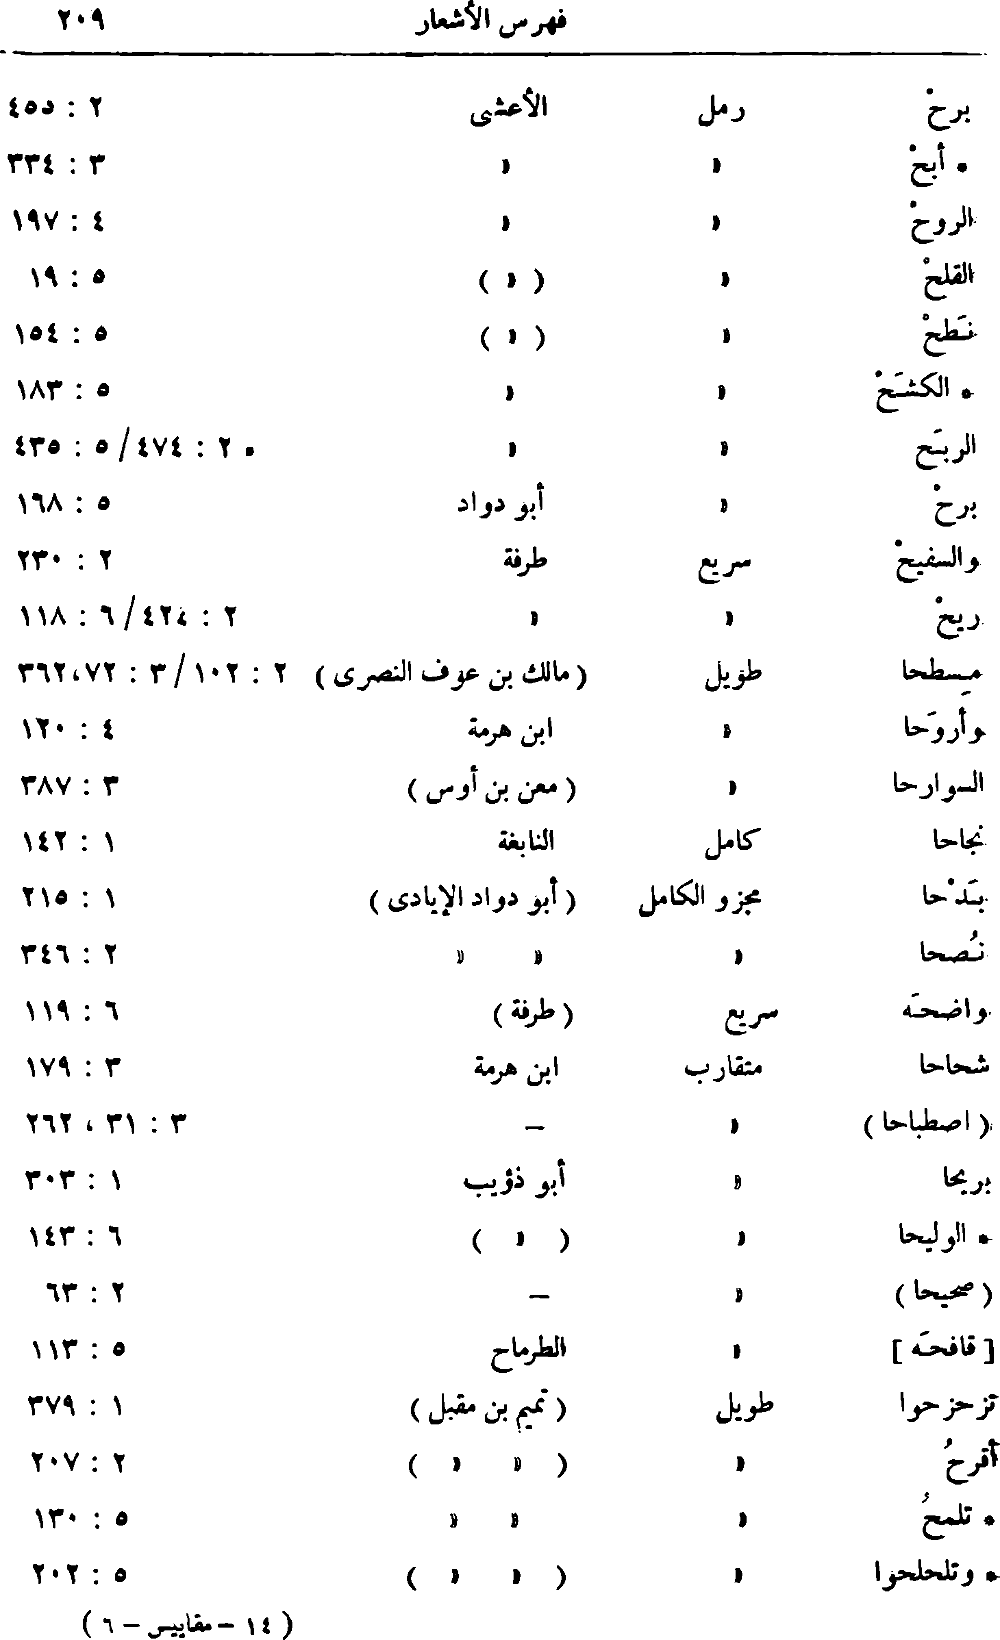 فهرس الأشعار ٢٠٩
برحْ رمل الأعشى ٢ : ٤٥٥
* أبحْ » » ٣ : ٣٣٤
الروحْ » » ٤ : ١٩٧
القلحْ » ( » ) ٥ : ١٩
نَطحْ » ( » ) ٥ : ١٥٤
* الكشَحْ » » ٥ : ١٨٣
الربَح » » * ٢ : ٤٧٤/ ٥ : ٤٣٥
برحْ » أبو دواد ٥ : ١٦٨
والسفيحْ سريع طرفة ٢ : ٢٣٠
ريحْ » » ٢ : ٤٢٤/ ٦ : ١١٨
مِسطحا طويل ( مالك بن عوف النصرى ) ٢ : ١٠٢/ ٣ : ٣٦٢،٧٢
وأروَحا » ابن هرمة ٤ : ١٢٠
السوارحا » ( معن بن أوس ) ٣ : ٣٨٧
نجاحا كامل النابغة ١ : ١٤٢
بَدْحا مجزو الكامل ( أبو دواد الإيادى ) ١ : ٢١٥
نُصحا » » » ٢ : ٣٤٦
واضحَه سريع ( طرفة ) ٦ : ١١٩
شحاحا متقارب ابن هرمة ٣ : ١٧٩
( اصطباحا ) » — ٣ : ٣١ ، ٢٦٢
بريحا » أبو ذؤيب ١ : ٣٠٣
* الوليحا » ( » ) ٦ : ١٤٣
( صحيحا ) » — ٢ : ٦٣
[ قافحَه ] » الطرماح ٥ : ١١٣
تزحزحوا طويل ( تميم بن مقبل ) ١ : ٣٧٩
أقرحُ » ( » » ) ٢ : ٢٠٧
* تلمحُ » » » ٥ : ١٣٠
* وتلحلحوا » ( » » ) ٥ : ٢٠٢
( ١٤ – مقاييس – ٦ )